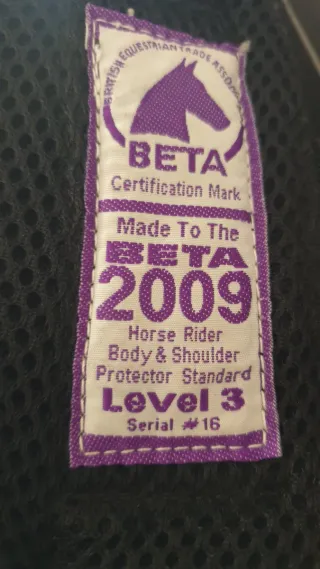 BRITISH EQUESTRIAN TRADE
BETA
Certification Mark
Made To The
BETA
2009
Horse Rider
Body & Shoulder
Protector Standard
Level 3
Serial #16